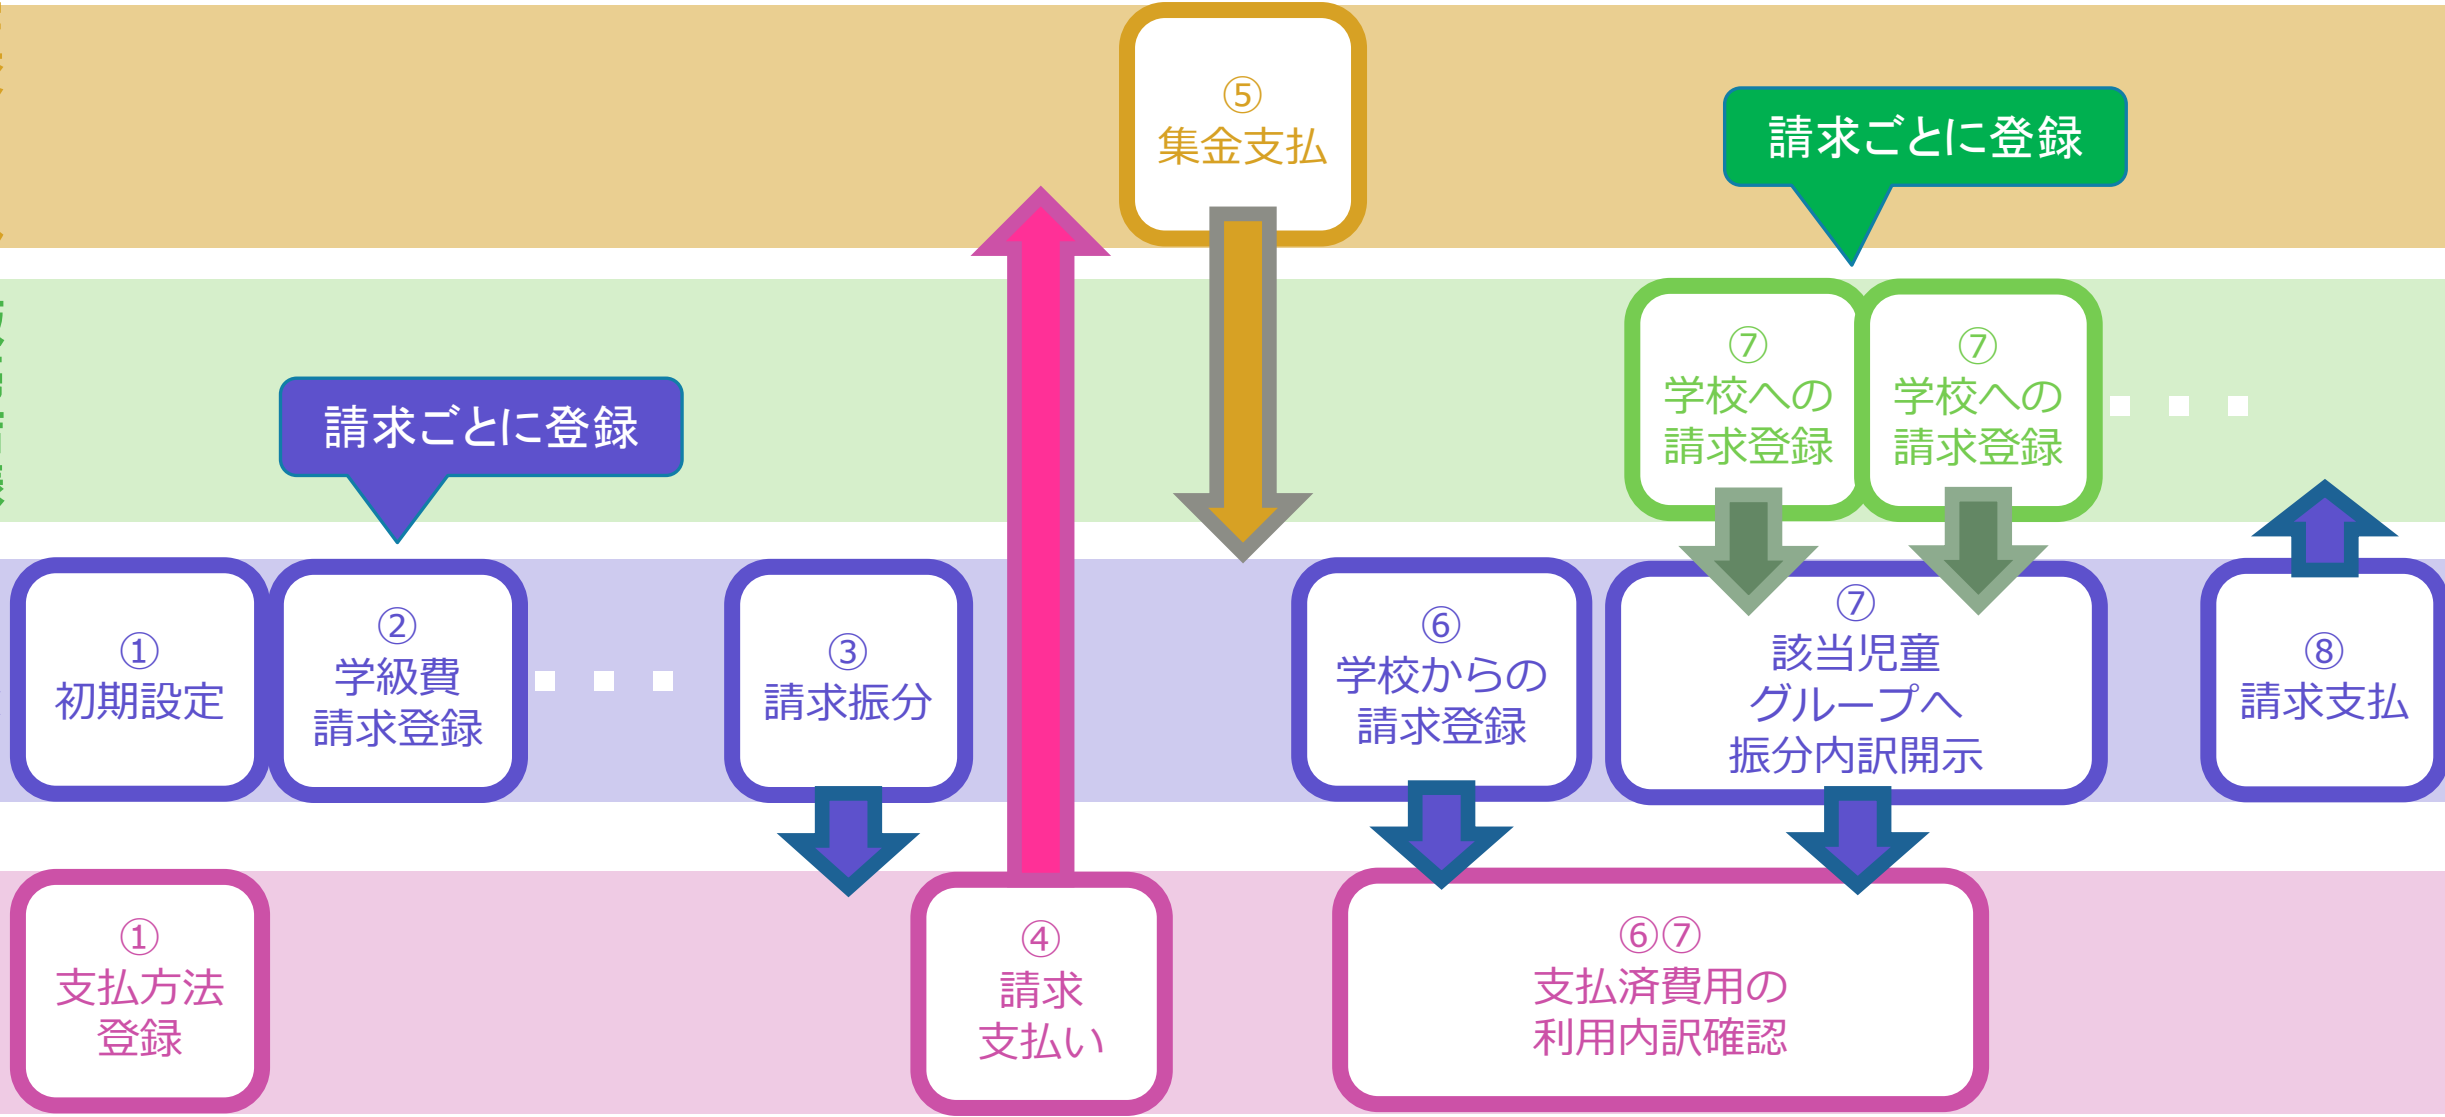 ⑤
集金支払
請求ごとに登録
⑦
学校への
請求登録
⑦
学校への
請求登録
請求ごとに登録
①
初期設定
②
学級費
請求登録
③
請求振分
⑥
学校からの
請求登録
⑦
該当児童
グループへ
振分内訳開示
⑧
請求支払
①
支払方法
登録
④
請求
支払い
⑥⑦
支払済費用の
利用内訳確認